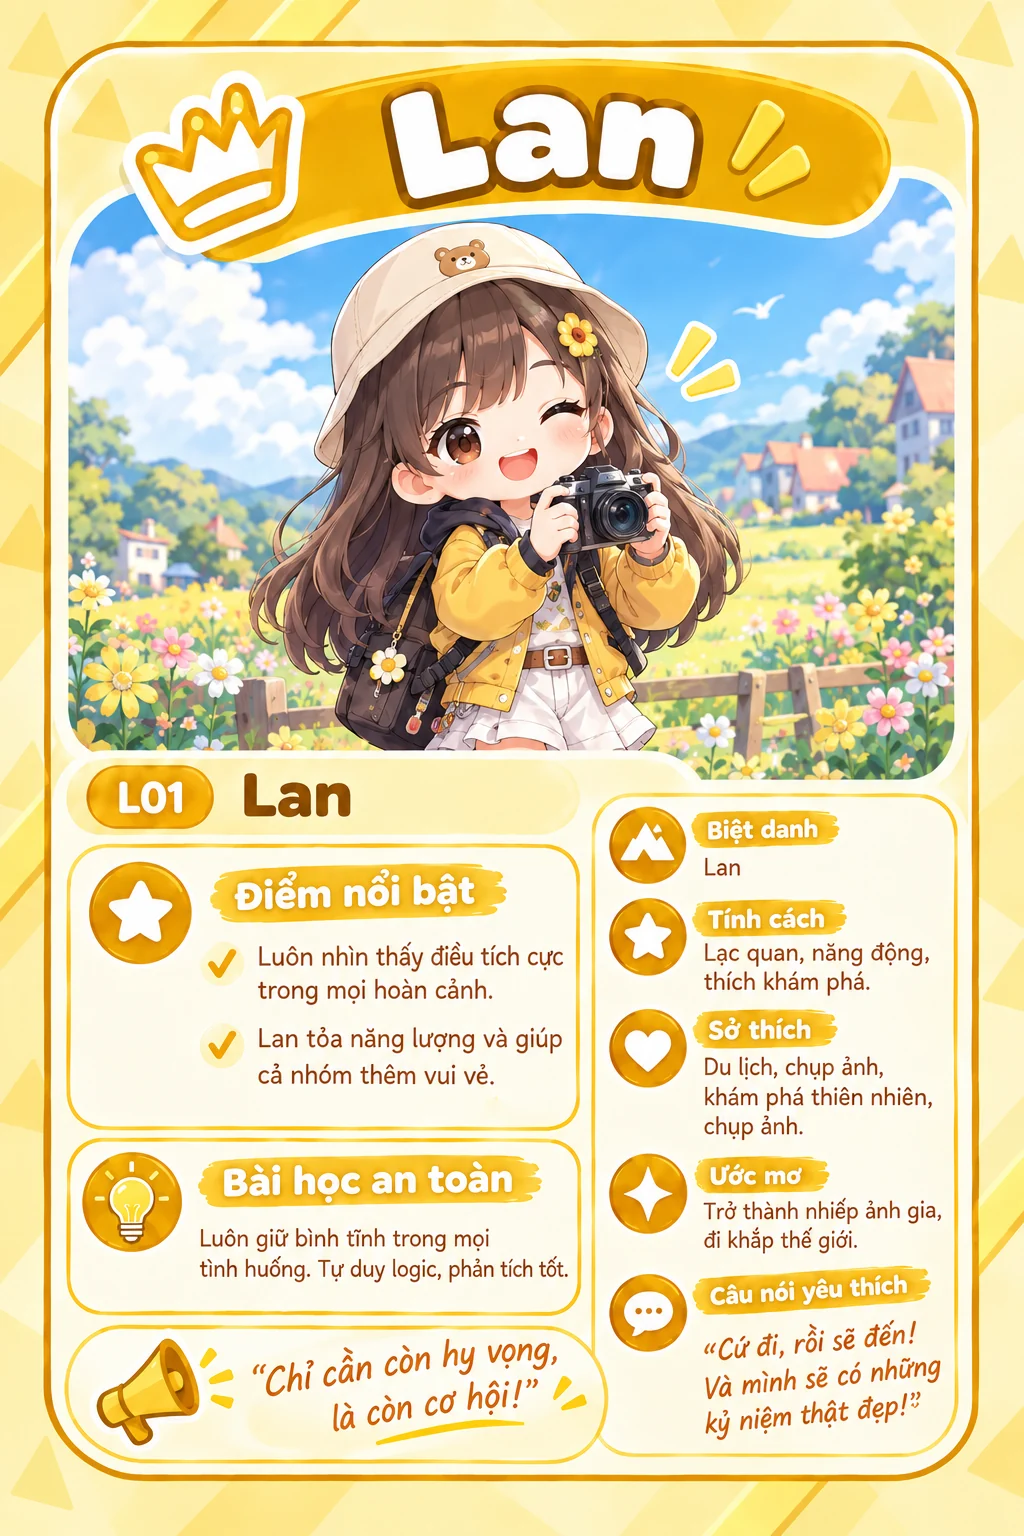 Lan
L01
Lan
Điểm nổi bật
Luôn nhìn thấy điều tích cực
trong mọi hoàn cảnh.
Lan tỏa năng lượng và giúp
cả nhóm thêm vui vẻ.
Bài học an toàn
Luôn giữ bình tĩnh trong mọi
tình huống. Tự duy logic, phản tích tốt.
“Chỉ cần còn hy vọng,
là còn cơ hội!”
Biệt danh
Lan
Tính cách
Lạc quan, năng động,
thích khám phá.
Sở thích
Du lịch, chụp ảnh,
khám phá thiên nhiên,
chụp ảnh.
Ước mơ
Trở thành nhiếp ảnh gia,
đi khắp thế giới.
Câu nói yêu thích
“Cứ đi, rồi sẽ đến!
Và mình sẽ có những
kỷ niệm thật đẹp!”